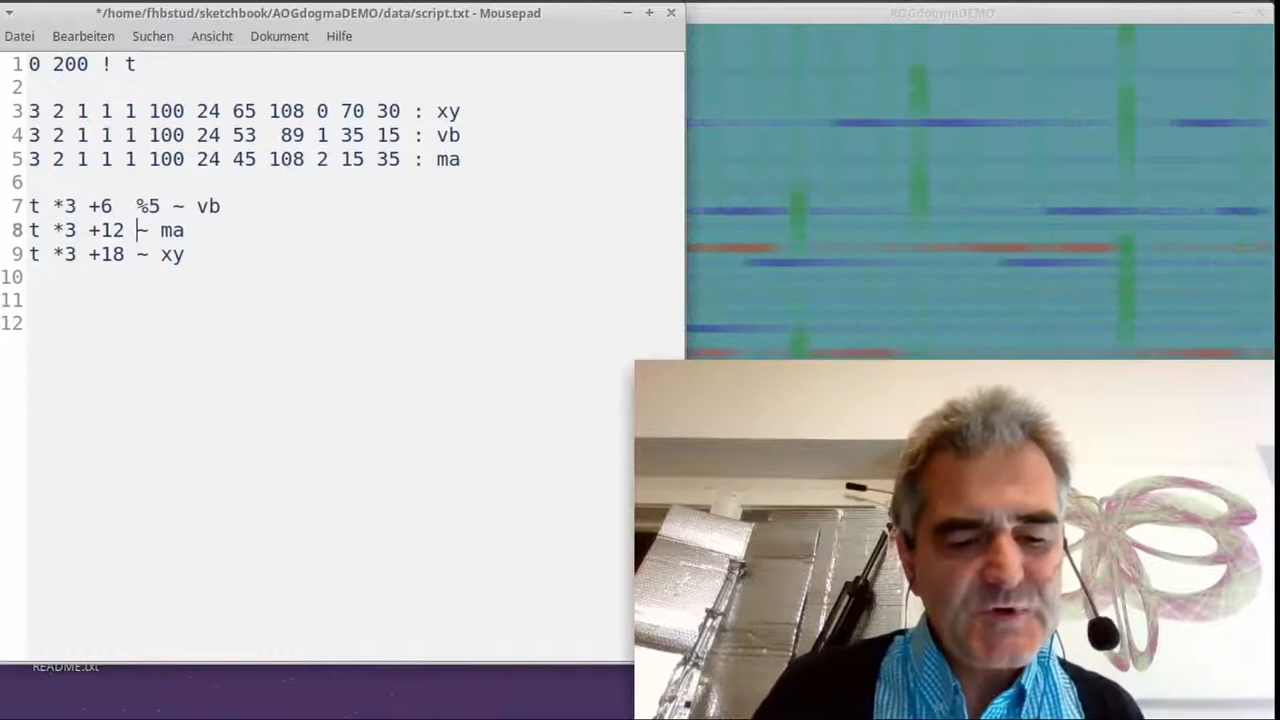 */home/fhbstud/sketchbook/AOGdogmaDEMO/data/script.txt - Mousepad
AOGdogmaDEMO
Datei Bearbeiten Suchen Ansicht Dokument Hilfe
1 0 200 ! t
2
3 3 2 1 1 1 100 24 65 108 0 70 30 : xy
4 3 2 1 1 1 100 24 53  89 1 35 15 : vb
5 3 2 1 1 1 100 24 45 108 2 15 35 : ma
6
7 t *3 +6  %5 ~ vb
8 t *3 +12 ~ ma
9 t *3 +18 ~ xy
10
11
12
README.txt